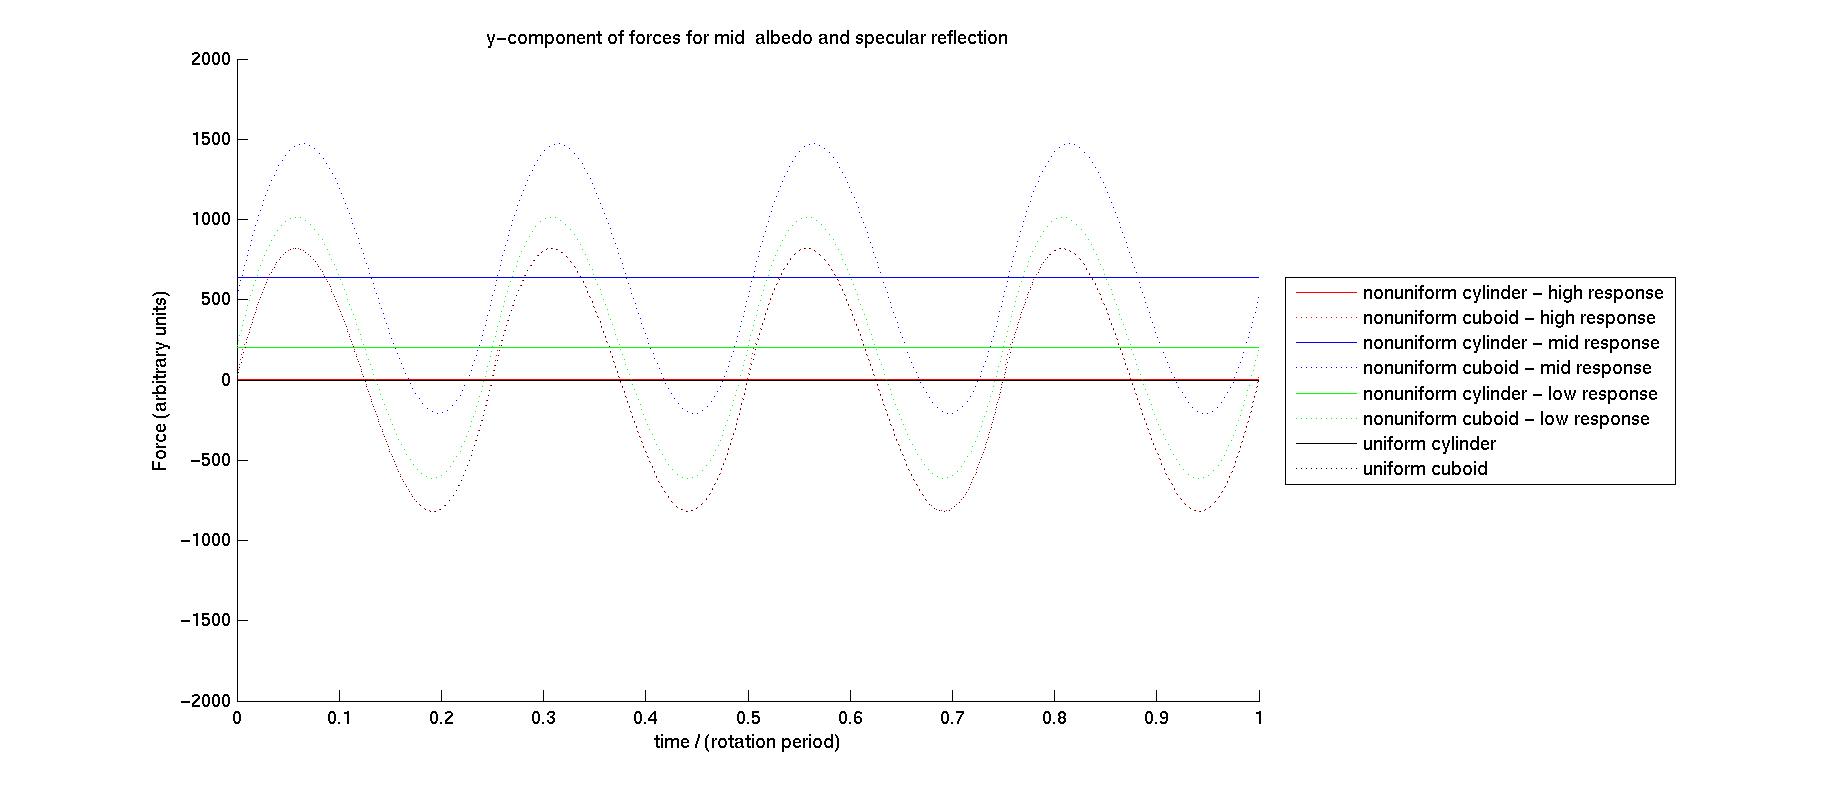 y−component of forces for mid  albedo and specular reflection
2000
1500
1000
500
0
−500
−1000
−1500
−2000
Force (arbitrary units)
0 0.1 0.2 0.3 0.4 0.5 0.6 0.7 0.8 0.9 1
time / (rotation period)
nonuniform cylinder − high response
nonuniform cuboid − high response
nonuniform cylinder − mid response
nonuniform cuboid − mid response
nonuniform cylinder − low response
nonuniform cuboid − low response
uniform cylinder
uniform cuboid